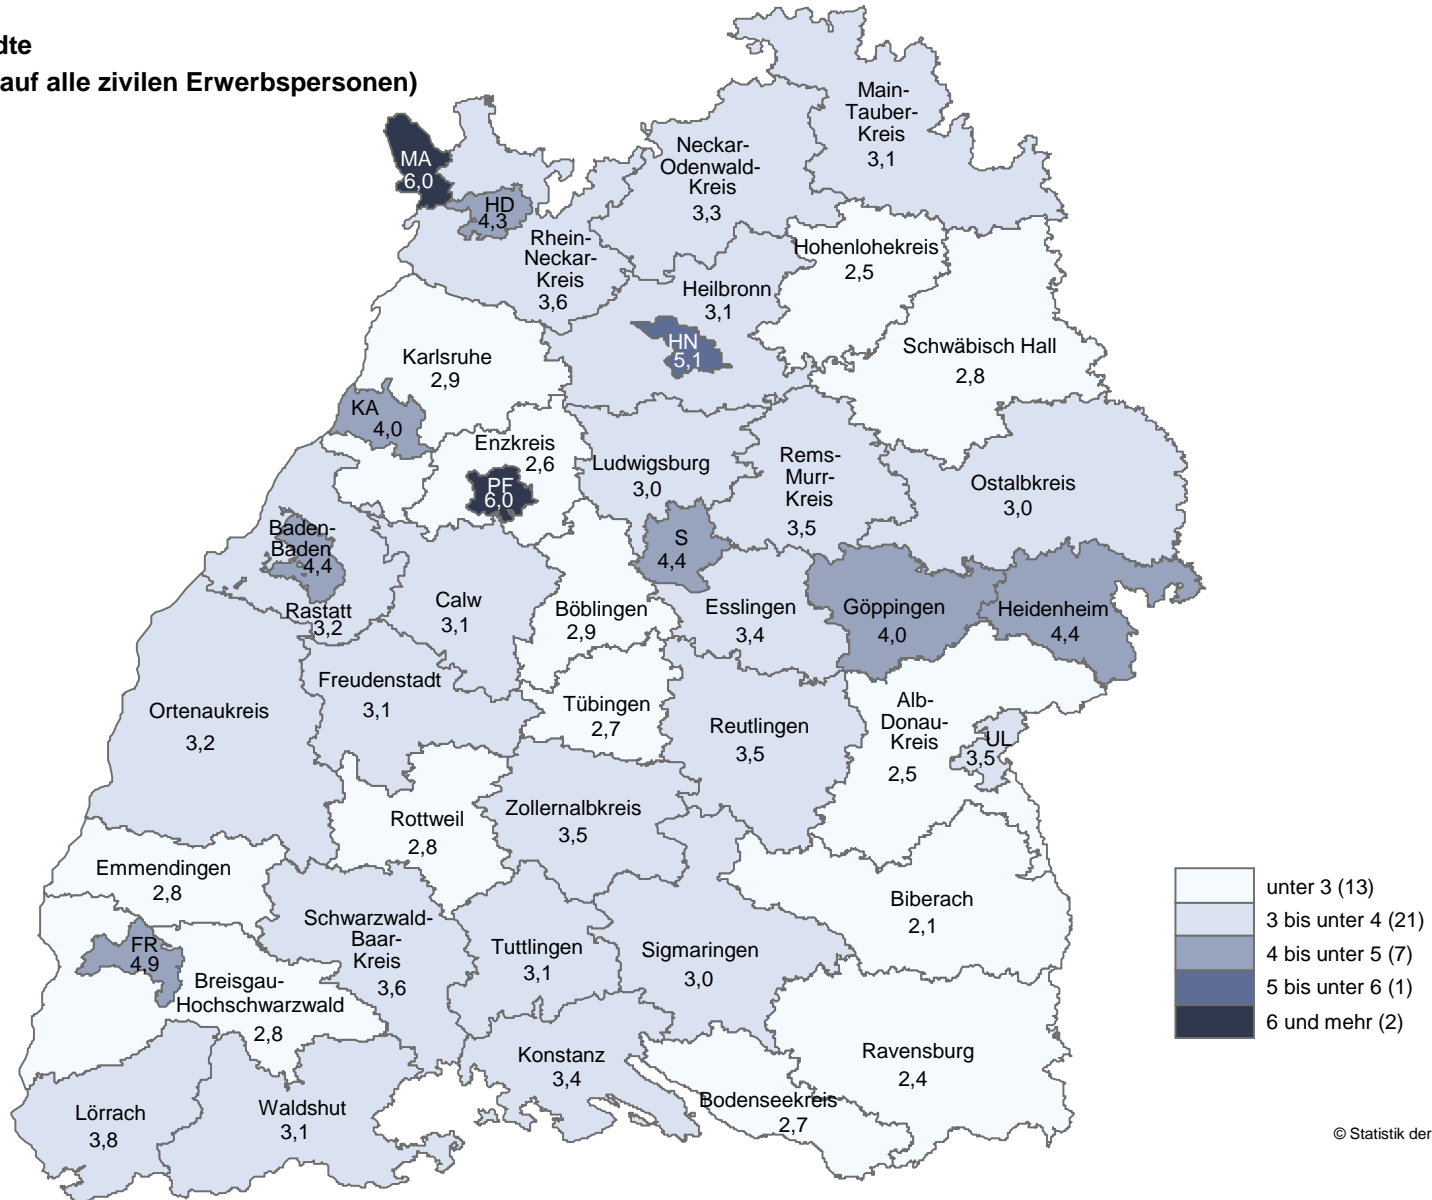 dte
auf alle zivilen Erwerbspersonen)
Main-
Tauber-
Kreis
3,1
MA
6,0
Neckar-
Odenwald-
Kreis
3,3
HD
4,3
Rhein-
Neckar-
Kreis
3,6
Hohenlohekreis
2,5
Heilbronn
3,1
HN
5,1
Schwäbisch Hall
2,8
Karlsruhe
2,9
KA
4,0
Enzkreis
2,6
PF
6,0
Ludwigsburg
3,0
Rems-
Murr-
Kreis
3,5
Ostalbkreis
3,0
Baden-
Baden
4,4
S
4,4
Rastatt
3,2
Calw
3,1
Böblingen
2,9
Esslingen
3,4
Göppingen
4,0
Heidenheim
4,4
Ortenaukreis
3,2
Freudenstadt
3,1
Tübingen
2,7
Reutlingen
3,5
Alb-
Donau-
Kreis
2,5
UL
3,5
Rottweil
2,8
Zollernalbkreis
3,5
Emmendingen
2,8
Biberach
2,1
Schwarzwald-
Baar-
Kreis
3,6
Tuttlingen
3,1
Sigmaringen
3,0
FR
4,9
Breisgau-
Hochschwarzwald
2,8
Konstanz
3,4
Ravensburg
2,4
Bodenseekreis
2,7
Lörrach
3,8
Waldshut
3,1
unter 3 (13)
3 bis unter 4 (21)
4 bis unter 5 (7)
5 bis unter 6 (1)
6 und mehr (2)
© Statistik der